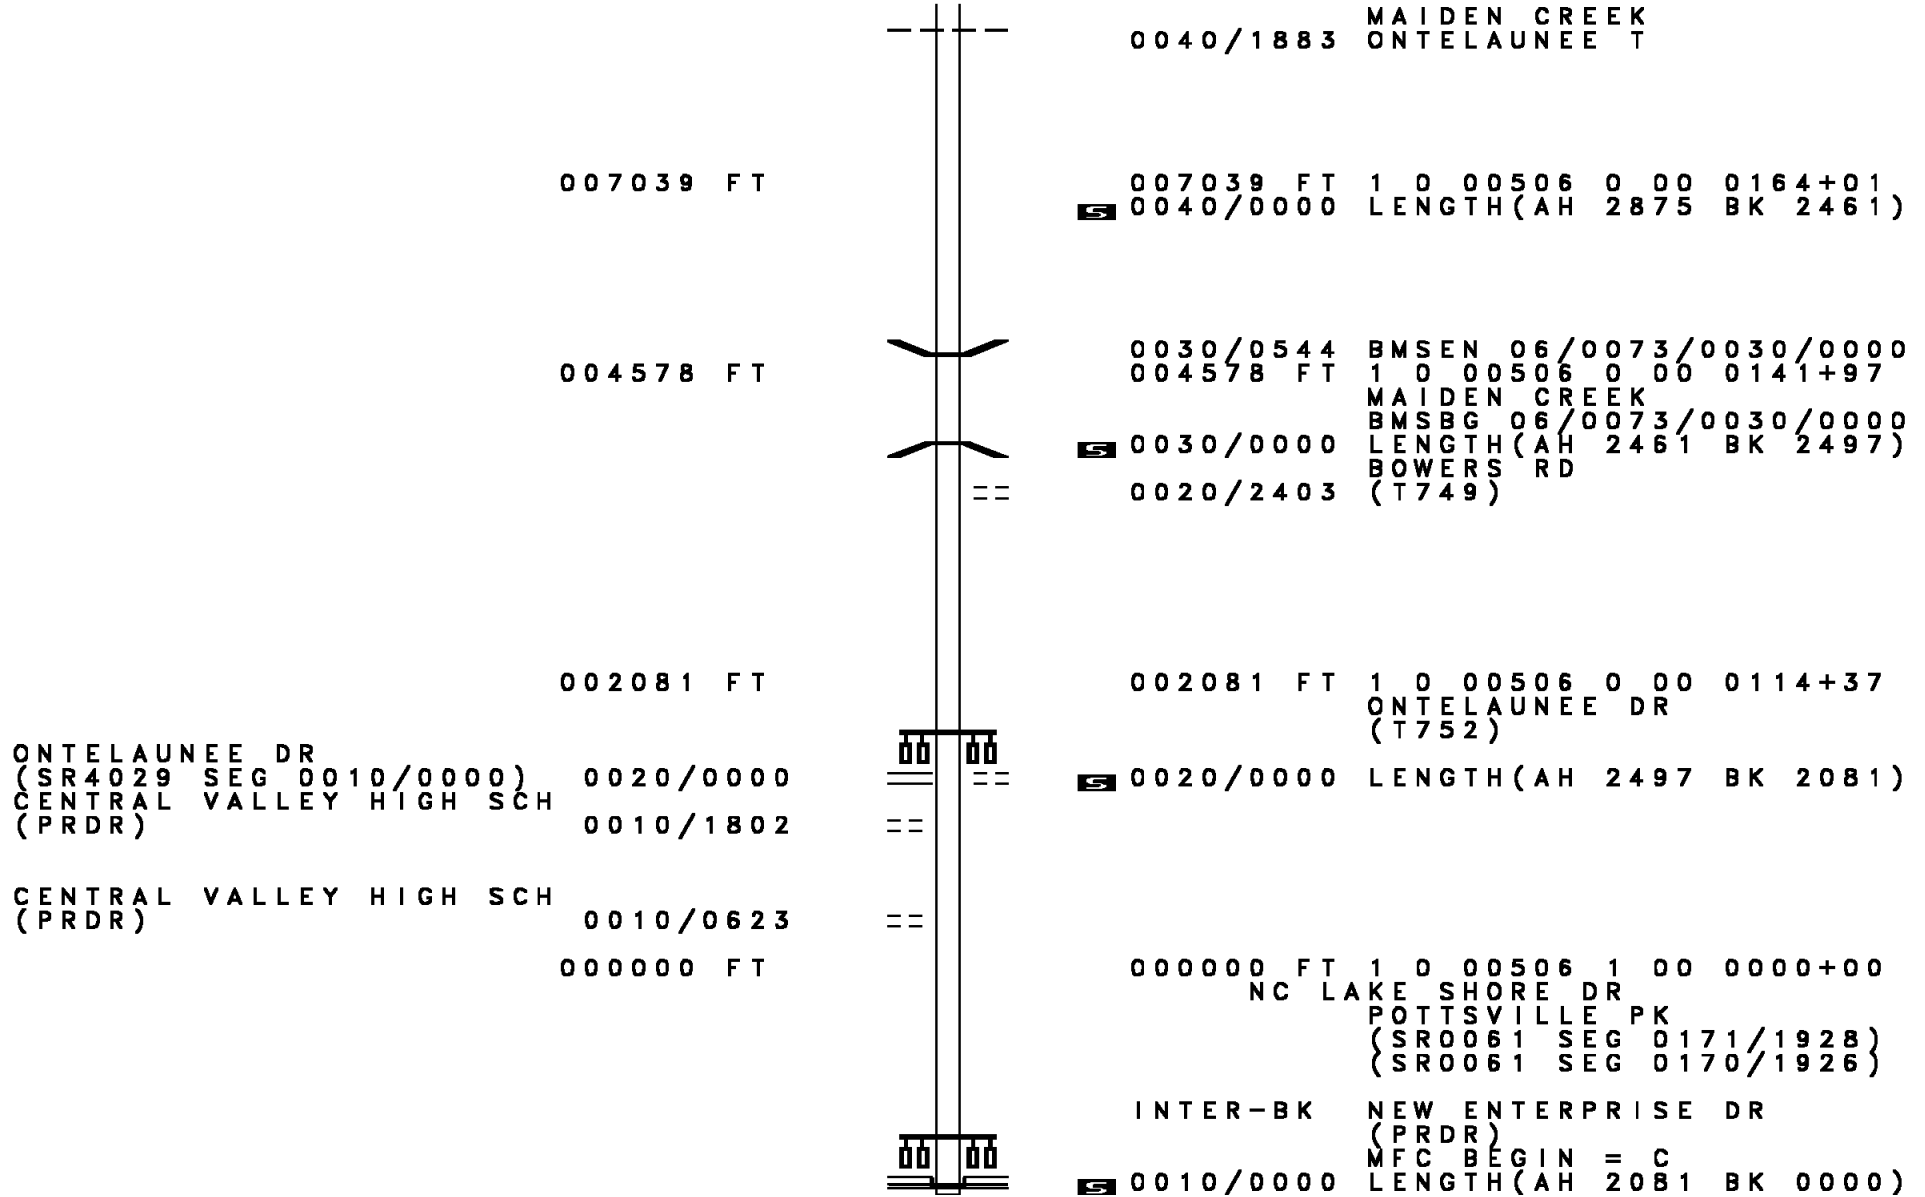 MAIDEN CREEK
0040/1883 ONTELAUNEE T
007039 FT 007039 FT 1 0 00506 0 00 0164+01
S 0040/0000 LENGTH(AH 2875 BK 2461)
0030/0544 BMSEN 06/0073/0030/0000
004578 FT 004578 FT 1 0 00506 0 00 0141+97
MAIDEN CREEK
BMSBG 06/0073/0030/0000
S 0030/0000 LENGTH(AH 2461 BK 2497)
BOWERS RD
0020/2403 (T749)
002081 FT 002081 FT 1 0 00506 0 00 0114+37
ONTELAUNEE DR
(T752)
ONTELAUNEE DR
(SR4029 SEG 0010/0000) 0020/0000 S 0020/0000 LENGTH(AH 2497 BK 2081)
CENTRAL VALLEY HIGH SCH
(PRDR) 0010/1802
CENTRAL VALLEY HIGH SCH
(PRDR) 0010/0623
000000 FT 000000 FT 1 0 00506 1 00 0000+00
NC LAKE SHORE DR
POTTSVILLE PK
(SR0061 SEG 0171/1928)
(SR0061 SEG 0170/1926)
INTER-BK NEW ENTERPRISE DR
(PRDR)
MFC BEGIN = C
S 0010/0000 LENGTH(AH 2081 BK 0000)